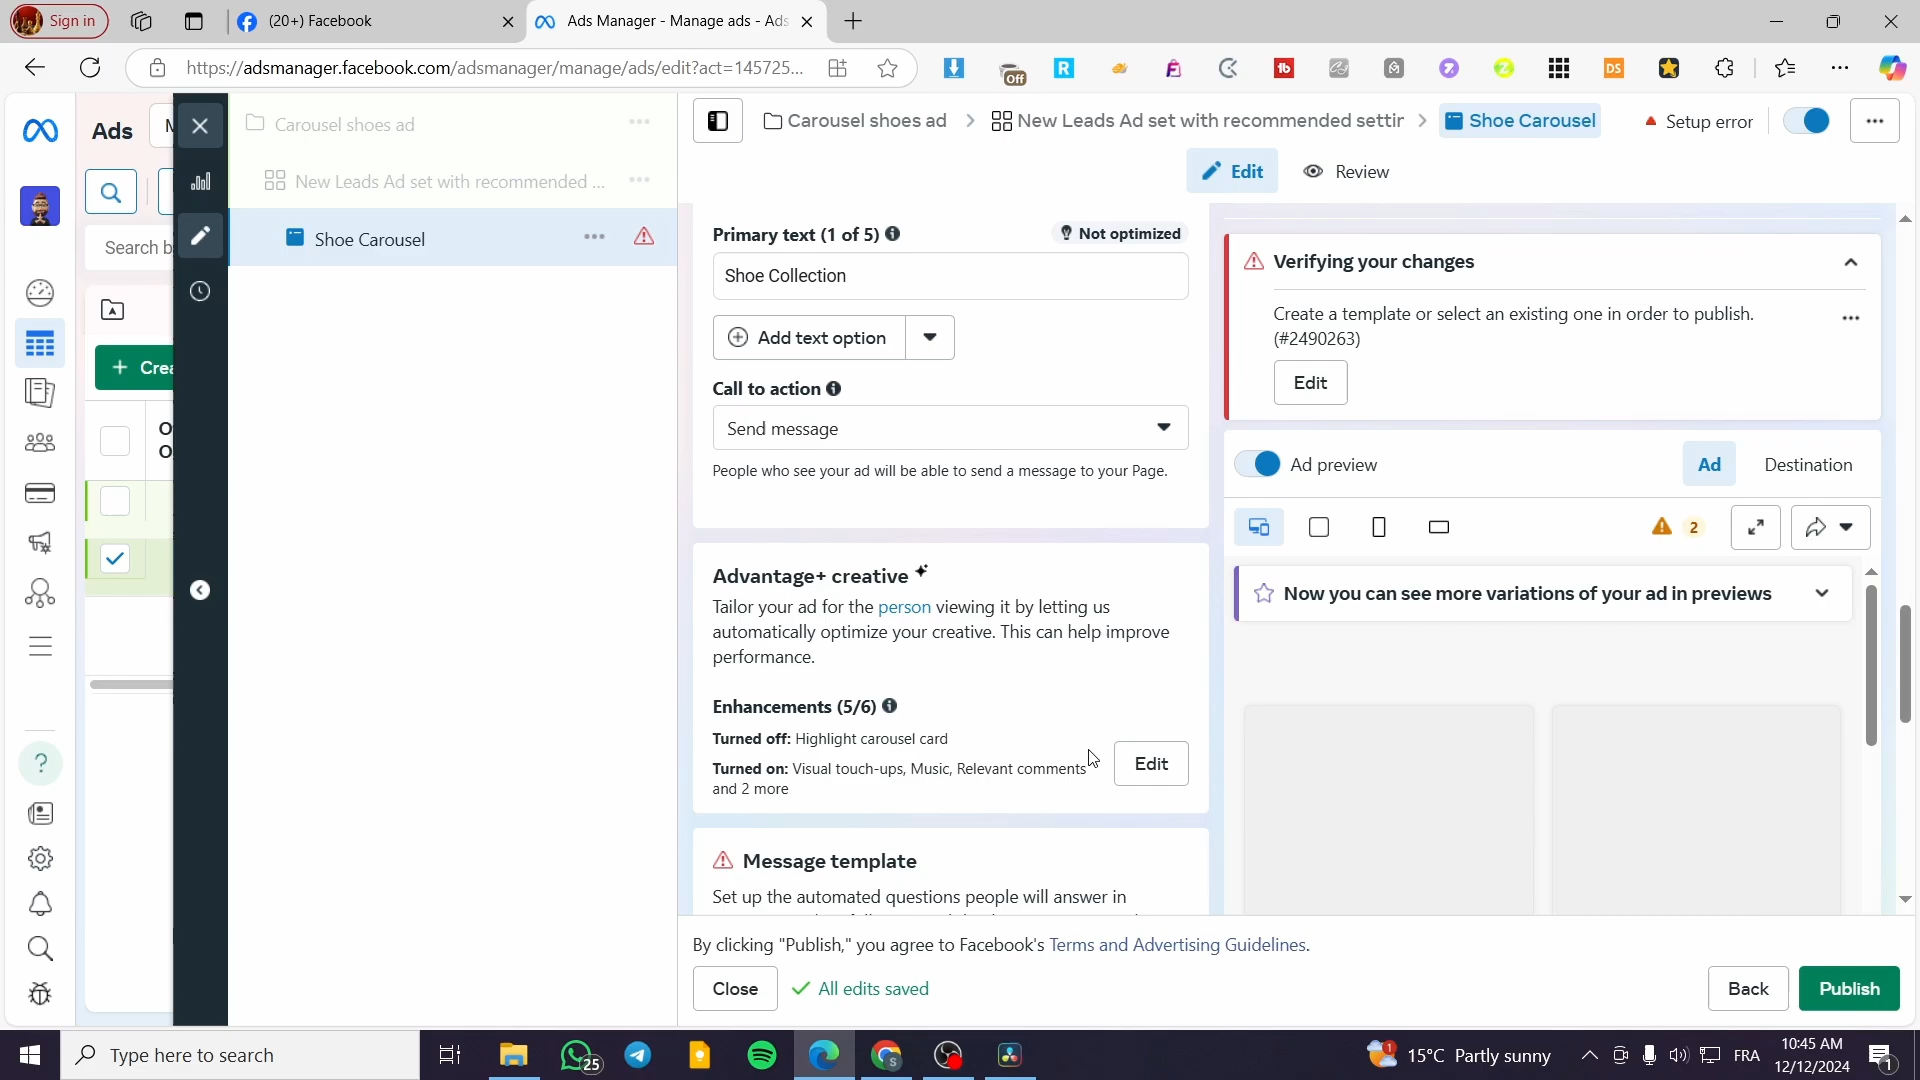 Sign in
(20+) Facebook
Ads Manager - Manage ads - Ads
https://adsmanager.facebook.com/adsmanager/manage/ads/edit?act=145725...
Off
Ads
Search b
+ Crea
Carousel shoes ad
New Leads Ad set with recommended ...
Shoe Carousel
Carousel shoes ad > New Leads Ad set with recommended settin > Shoe Carousel
Setup error
Edit
Review
Primary text (1 of 5)
Not optimized
Shoe Collection
Add text option
Call to action
Send message
People who see your ad will be able to send a message to your Page.
Advantage+ creative
Tailor your ad for the person viewing it by letting us
automatically optimize your creative. This can help improve
performance.
Enhancements (5/6)
Turned off: Highlight carousel card
Turned on: Visual touch-ups, Music, Relevant comments
and 2 more
Edit
Message template
Set up the automated questions people will answer in
Verifying your changes
Create a template or select an existing one in order to publish.
(#2490263)
Edit
Ad preview
Ad
Destination
2
Now you can see more variations of your ad in previews
By clicking "Publish," you agree to Facebook's Terms and Advertising Guidelines.
Close
All edits saved
Back
Publish
Type here to search
25
15°C Partly sunny
FRA
10:45 AM
12/12/2024
1